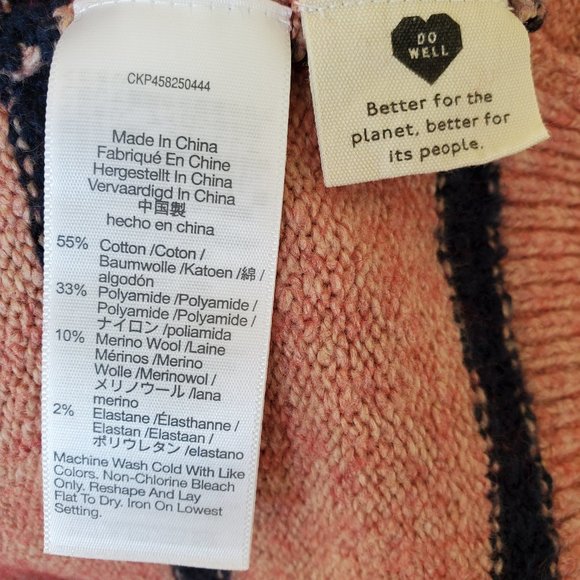 CKP458250444
Made In China
Fabriqué En Chine
Hergestellt In China
Vervaardigd In China
中国製
hecho en china
55% Cotton /Coton/
Baumwolle /Katoen /綿 /
algodón
33% Polyamide /Polyamide /
Polyamide /Polyamide /
ナイロン /poliamida
10% Merino Wool /Laine
Mérinos /Merino
Wolle /Merinowol /
メリノウール /lana
merino
2% Elastane /Élasthanne /
Elastan /Elastaan /
ポリウレタン /elastano
Machine Wash Cold With Like
Colors. Non-Chlorine Bleach
Only. Reshape And Lay
Flat To Dry. Iron On Lowest
Setting.
DO
WELL
Better for the
planet, better for
its people.